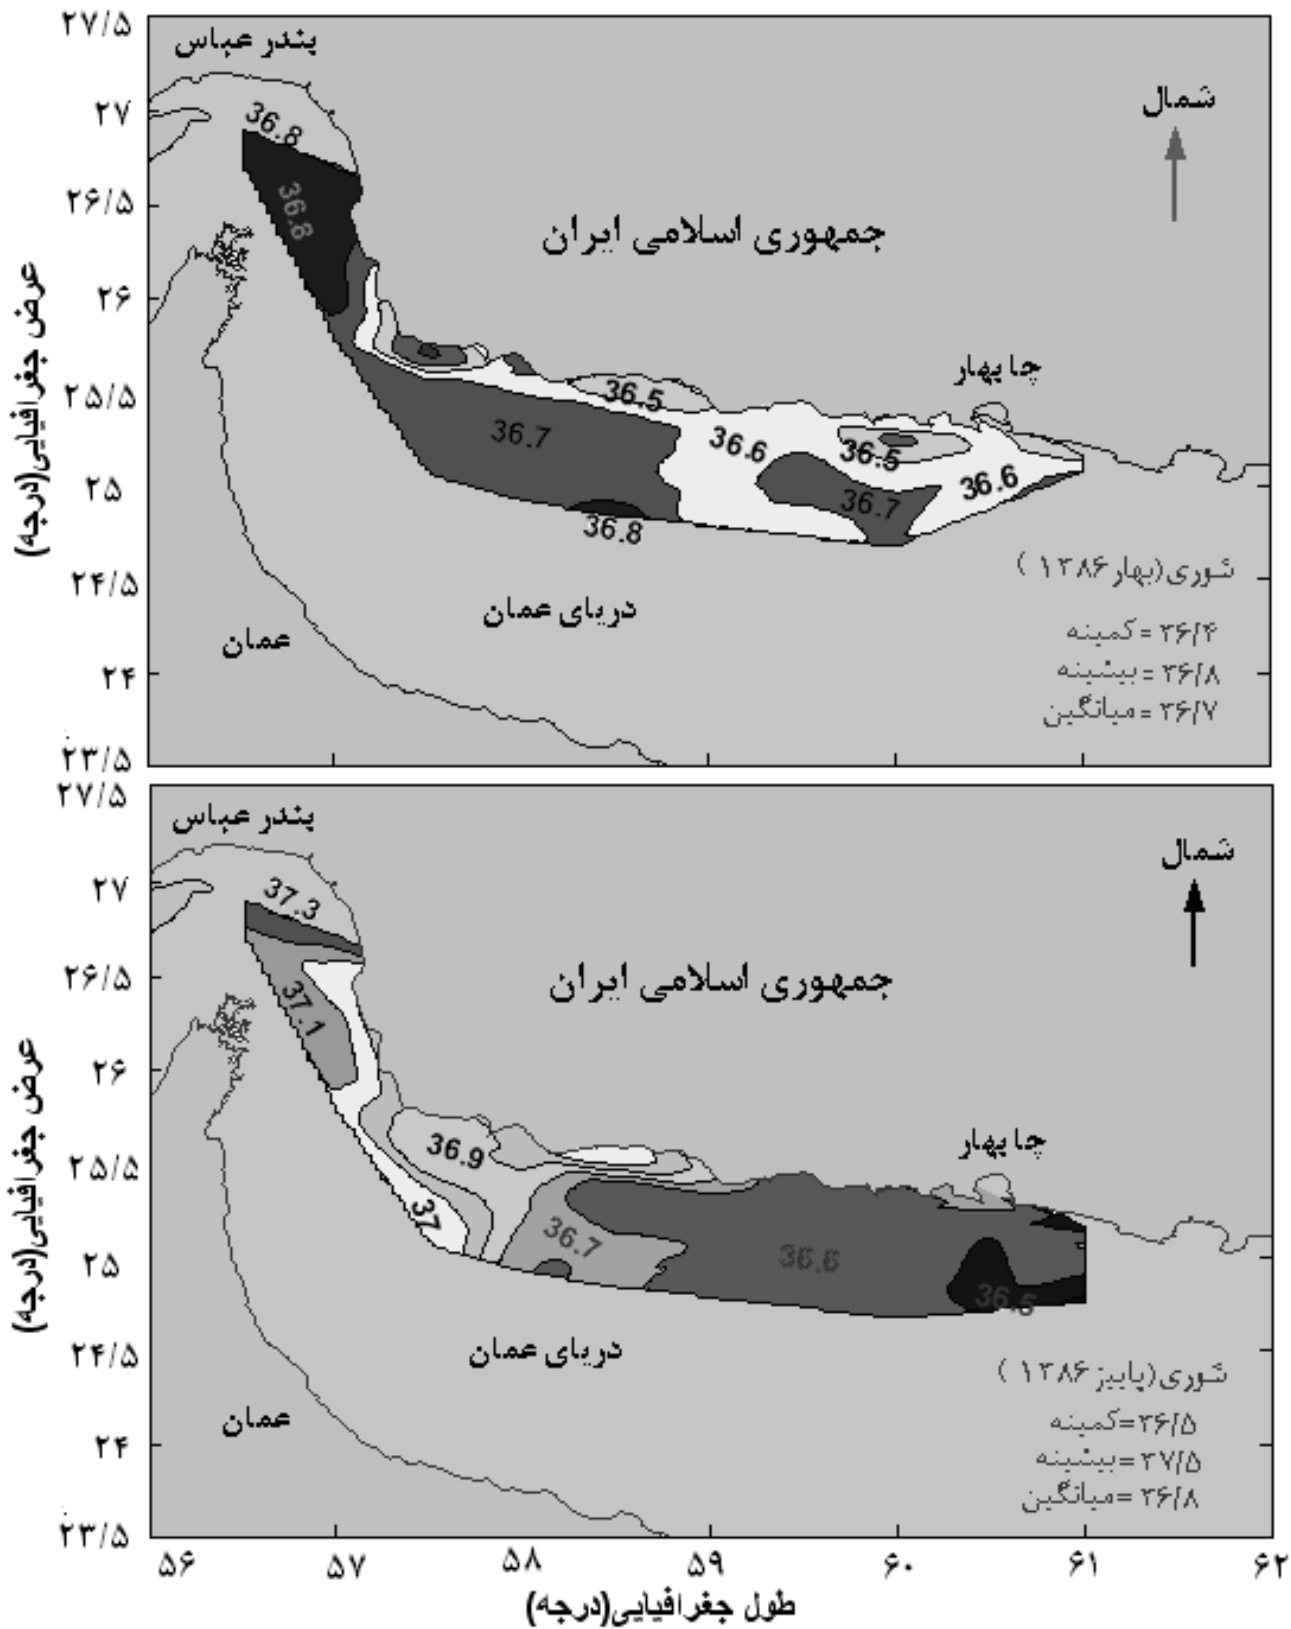 ۲۷/۵
بندر عباس
۲۷
شمال
36.8
36.8
۲۶/۵
جمهوری اسلامی ایران
عرض جغرافیایی(درجه)
۲۶
چابهار
۲۵/۵
36.5
36.7
36.6
36.5
36.6
۲۵
36.7
36.8
شوری(بهار ۱۳۸۶ )
۲۴/۵
دریای عمان
عمان
کمینه = ۳۶/۴
۲۴
بیشینه = ۳۶/۸
میانگین = ۳۶/۷
۲۳/۵
۲۷/۵
بندر عباس
شمال
۲۷
37.3
۲۶/۵
جمهوری اسلامی ایران
37.1
عرض جغرافیایی(درجه)
۲۶
چابهار
36.9
۲۵/۵
37
36.7
36.6
۲۵
36.5
دریای عمان
۲۴/۵
شوری(پاییز ۱۳۸۶ )
عمان
کمینه=۳۶/۵
۲۴
بیشینه = ۳۷/۵
میانگین = ۳۶/۸
۲۳/۵
۵۶ ۵۷ ۵۸ ۵۹ ۶۰ ۶۱ ۶۲
طول جغرافیایی(درجه)